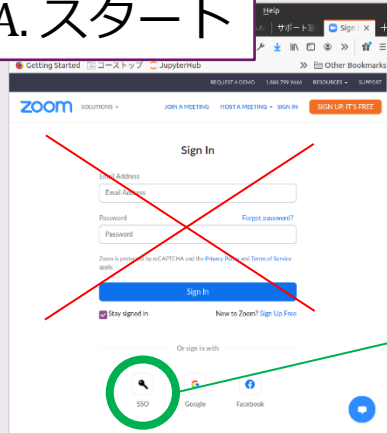 A. スタート
Help
サポート
Sign
Getting Started
コーストップ
JupyterHub
Other Bookmarks
REQUEST A DEMO 1.888.799.9666 RESOURCES SUPPORT
ZOOM SOLUTIONS JOIN A MEETING HOST A MEETING SIGN IN SIGN UP, IT'S FREE
Sign In
Email Address
Email Address
Password Forgot password?
Password
Zoom is protected by reCAPTCHA and the Privacy Policy and Terms of Service
apply.
Sign In
Stay signed in New to Zoom? Sign Up Free
Or sign in with
SSO Google Facebook